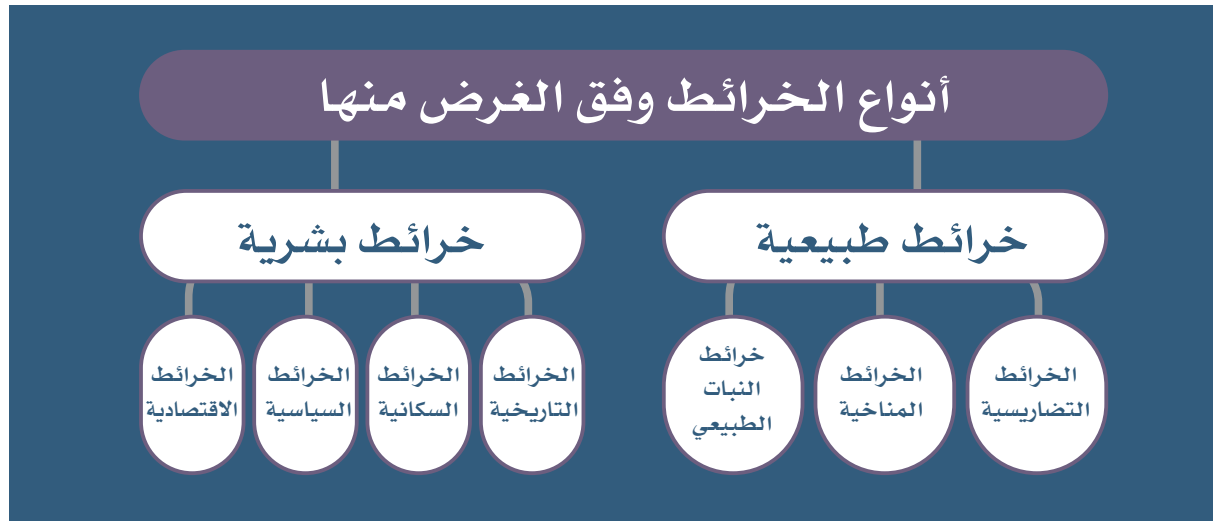 أنواع الخرائط وفق الغرض منها
خرائط طبيعية
خرائط بشرية
الخرائط
التضاريسية
الخرائط
المناخية
خرائط
النبات
الطبيعي
الخرائط
التاريخية
الخرائط
السكانية
الخرائط
السياسية
الخرائط
الاقتصادية